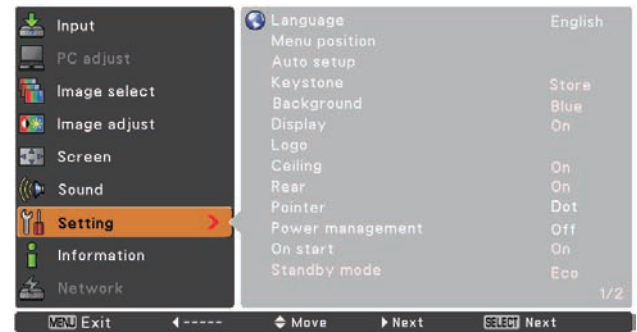 Input
PC adjust
Image select
Image adjust
Screen
Sound
Setting
Information
Network
Language English
Menu position
Auto setup
Keystone Store
Background Blue
Display On
Logo
Ceiling On
Rear On
Pointer Dot
Power management Off
On start On
Standby mode Eco
1/2
MENU Exit ----- Move Next SELECT Next